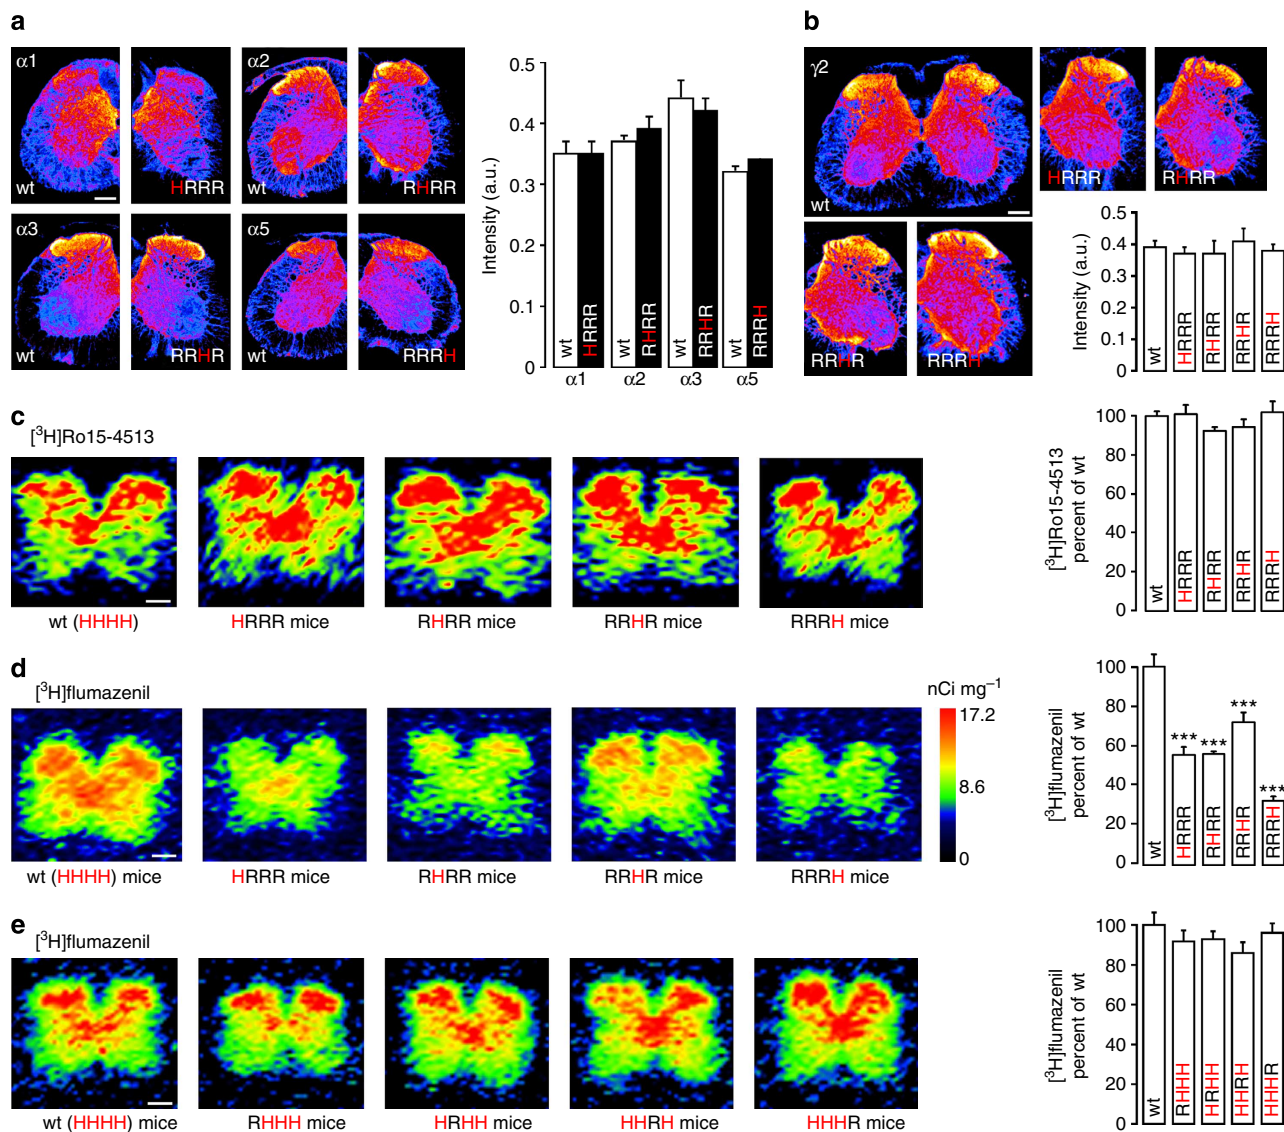 a
α1
wt
HRRR
α2
wt
RHRR
α3
wt
RRHR
α5
wt
RRRH
Intensity (a.u.)
0.5
0.4
0.3
0.2
0.1
0
wt
HRRR
wt
RHRR
wt
RRHR
wt
RRRH
α1
α2
α3
α5
b
γ2
wt
HRRR
RHRR
RRHR
RRRH
Intensity (a.u.)
0.5
0.4
0.3
0.2
0.1
0
wt
HRRR
RHRR
RRHR
RRRH
c
[³H]Ro15-4513
wt (HHHH)
HRRR mice
RHRR mice
RRHR mice
RRRH mice
[³H]Ro15-4513
percent of wt
100
80
60
40
20
0
wt
HRRR
RHRR
RRHR
RRRH
d
[³H]flumazenil
wt (HHHH) mice
HRRR mice
RHRR mice
RRHR mice
RRRH mice
nCi mg⁻¹
17.2
8.6
0
[³H]flumazenil
percent of wt
100
80
60
40
20
0
***
***
***
***
wt
HRRR
RHRR
RRHR
RRRH
e
[³H]flumazenil
wt (HHHH) mice
RHHH mice
HRHH mice
HHRH mice
HHHR mice
[³H]flumazenil
percent of wt
100
80
60
40
20
0
wt
RHHH
HRHH
HHRH
HHHR